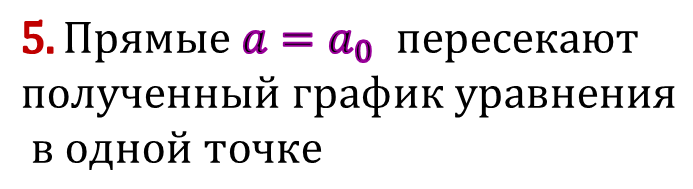 5. Прямые a = a₀ пересекают
полученный график уравнения
в одной точке